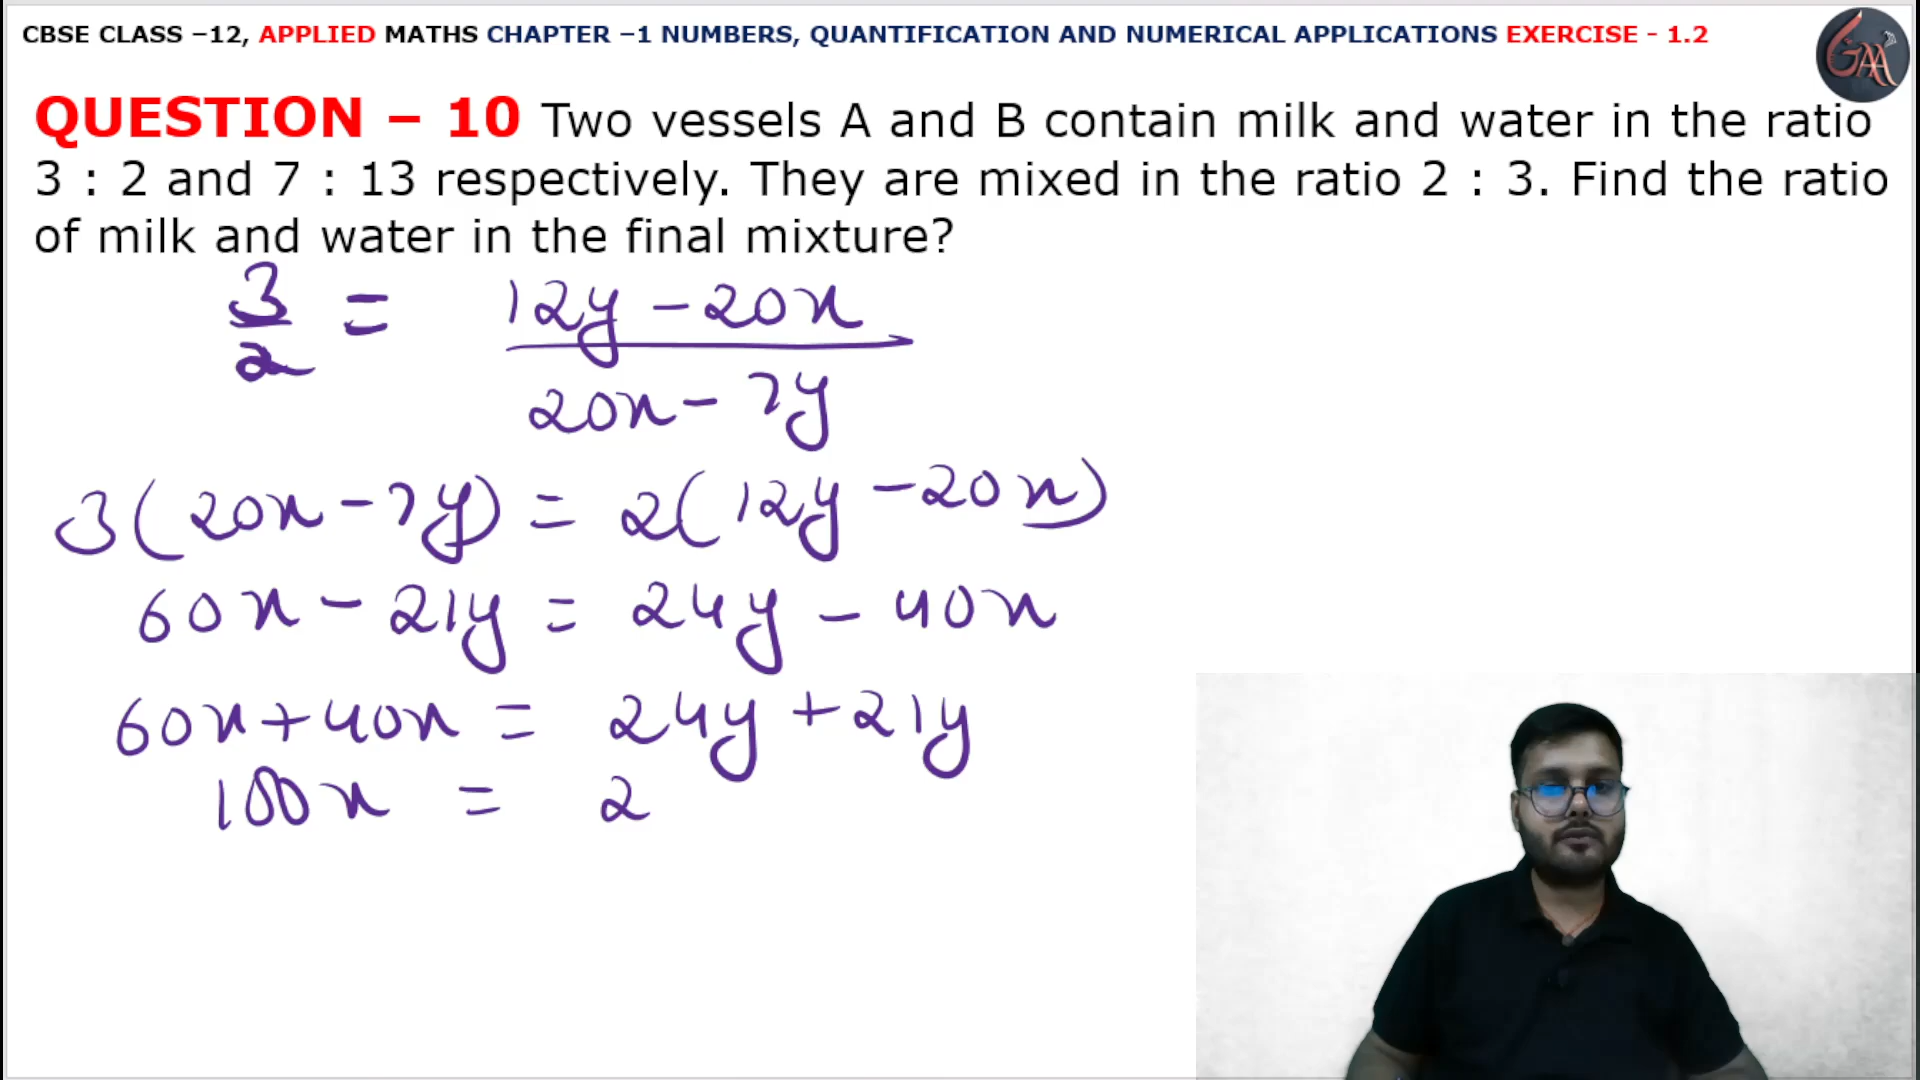 CBSE CLASS –12, APPLIED MATHS CHAPTER –1 NUMBERS, QUANTIFICATION AND NUMERICAL APPLICATIONS EXERCISE - 1.2
QUESTION – 10 Two vessels A and B contain milk and water in the ratio
3 : 2 and 7 : 13 respectively. They are mixed in the ratio 2 : 3. Find the ratio
of milk and water in the final mixture?
3/2 = (12y - 20x)/(20x - 7y)
3(20x - 7y) = 2(12y - 20x)
60x - 21y = 24y - 40x
60x + 40x = 24y + 21y
100x = 2